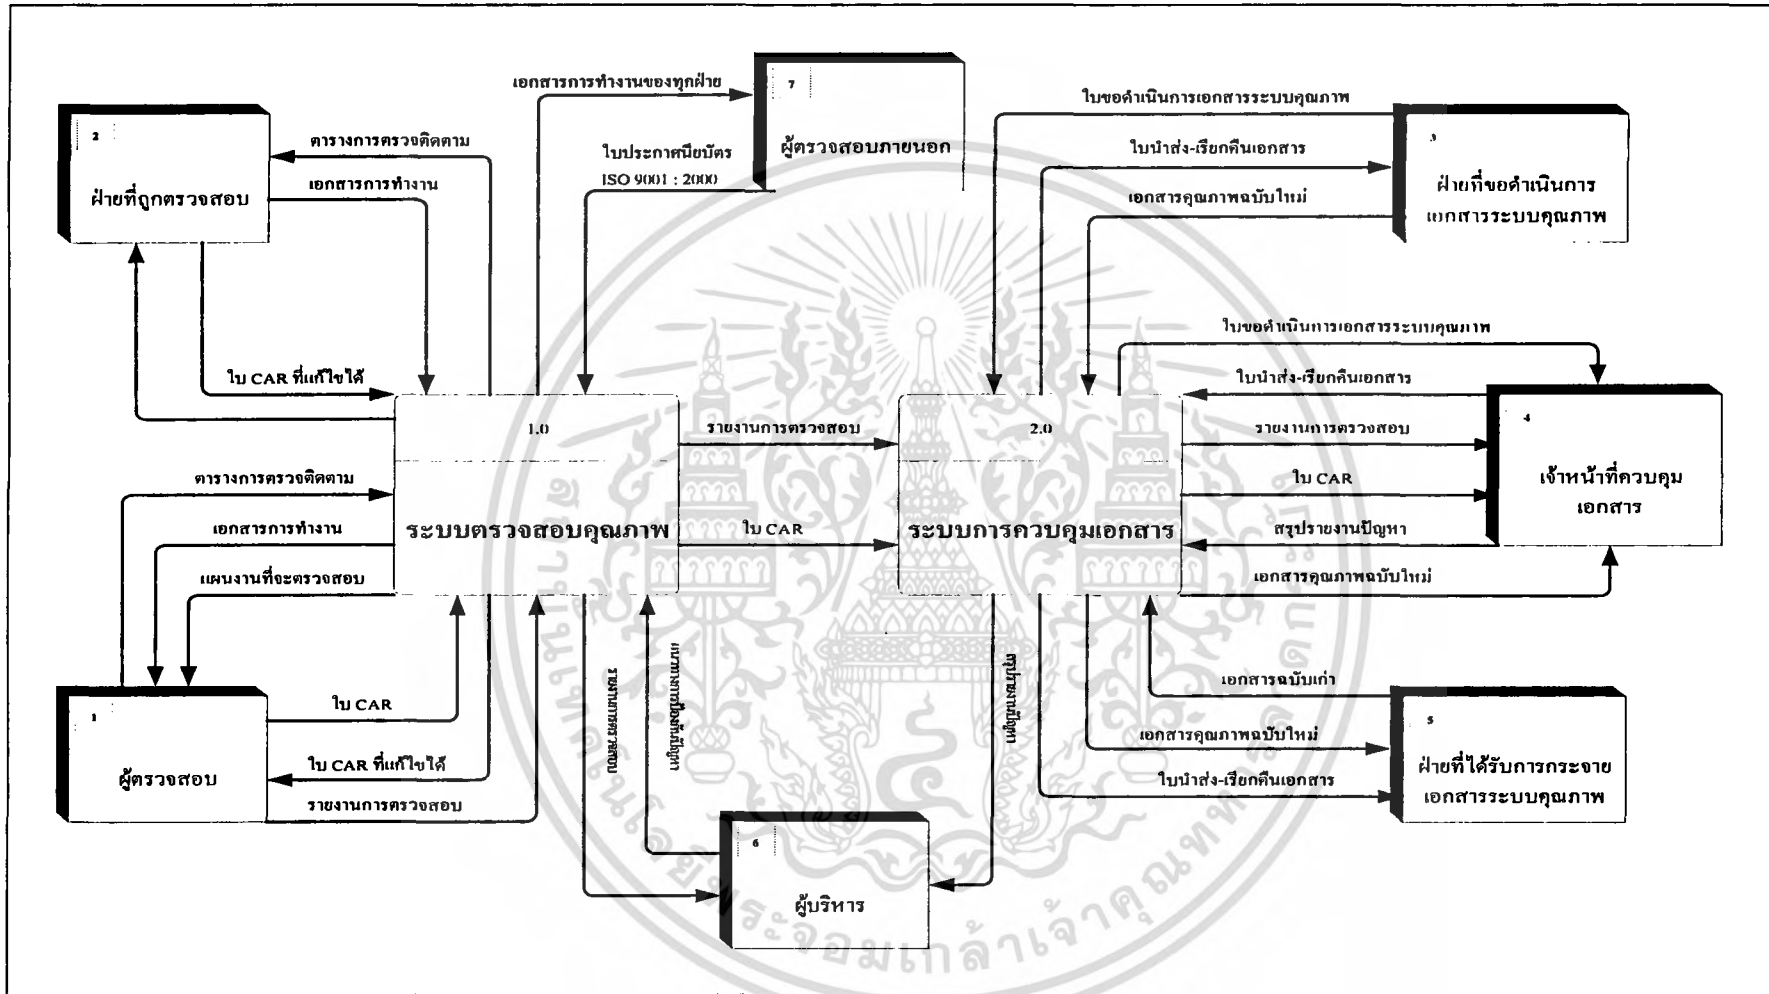 เอกสารการทำงานของทุกฝ่าย
7
ผู้ตรวจสอบภายนอก
ใบประกาศนียบัตร
ISO 9001 : 2000
2
ฝ่ายที่ถูกตรวจสอบ
ตารางการตรวจติดตาม
เอกสารการทำงาน
ใบ CAR ที่แก้ไขได้
ใบขอดำเนินการเอกสารระบบคุณภาพ
ใบนำส่ง-เรียกคืนเอกสาร
เอกสารคุณภาพฉบับใหม่
3
ฝ่ายที่ขอดำเนินการ
เอกสารระบบคุณภาพ
1.0
ระบบตรวจสอบคุณภาพ
รายงานการตรวจสอบ
ใบ CAR
2.0
ระบบการควบคุมเอกสาร
ใบขอดำเนินการเอกสารระบบคุณภาพ
ใบนำส่ง-เรียกคืนเอกสาร
รายงานการตรวจสอบ
ใบ CAR
สรุปรายงานปัญหา
เอกสารคุณภาพฉบับใหม่
4
เจ้าหน้าที่ควบคุม
เอกสาร
ตารางการตรวจติดตาม
เอกสารการทำงาน
แผนงานที่จะตรวจสอบ
1
ผู้ตรวจสอบ
ใบ CAR
ใบ CAR ที่แก้ไขได้
รายงานการตรวจสอบ
รายงานการตรวจสอบ
แนวทางการป้องกันปัญหา
สรุปรายงานปัญหา
6
ผู้บริหาร
เอกสารฉบับเก่า
เอกสารคุณภาพฉบับใหม่
ใบนำส่ง-เรียกคืนเอกสาร
5
ฝ่ายที่ได้รับการกระจาย
เอกสารระบบคุณภาพ